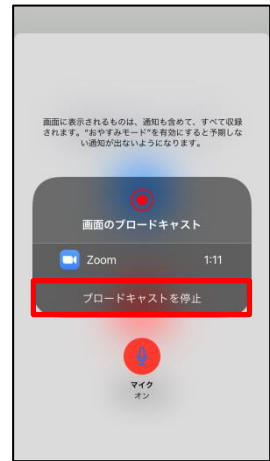 画面に表示されるものは、通知も含めて、すべて収録
されます。“おやすみモード”を有効にすると予期しな
い通知が出ないようになります。
画面のブロードキャスト
Zoom 1:11
ブロードキャストを停止
マイク
オン